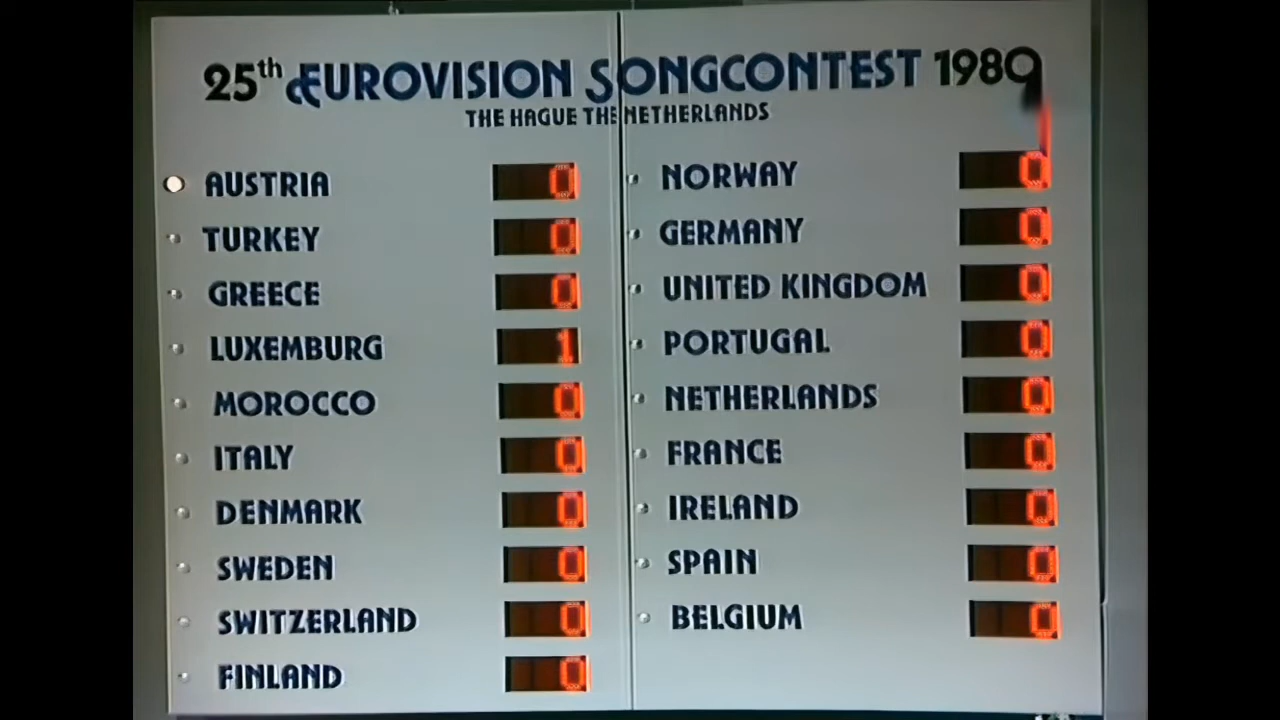 25th EUROVISION SONGCONTEST 1980
THE HAGUE THE NETHERLANDS
AUSTRIA 0
TURKEY 0
GREECE 0
LUXEMBURG 1
MOROCCO 0
ITALY 0
DENMARK 0
SWEDEN 0
SWITZERLAND 0
FINLAND 0
NORWAY 0
GERMANY 0
UNITED KINGDOM 0
PORTUGAL 0
NETHERLANDS 0
FRANCE 0
IRELAND 0
SPAIN 0
BELGIUM 0